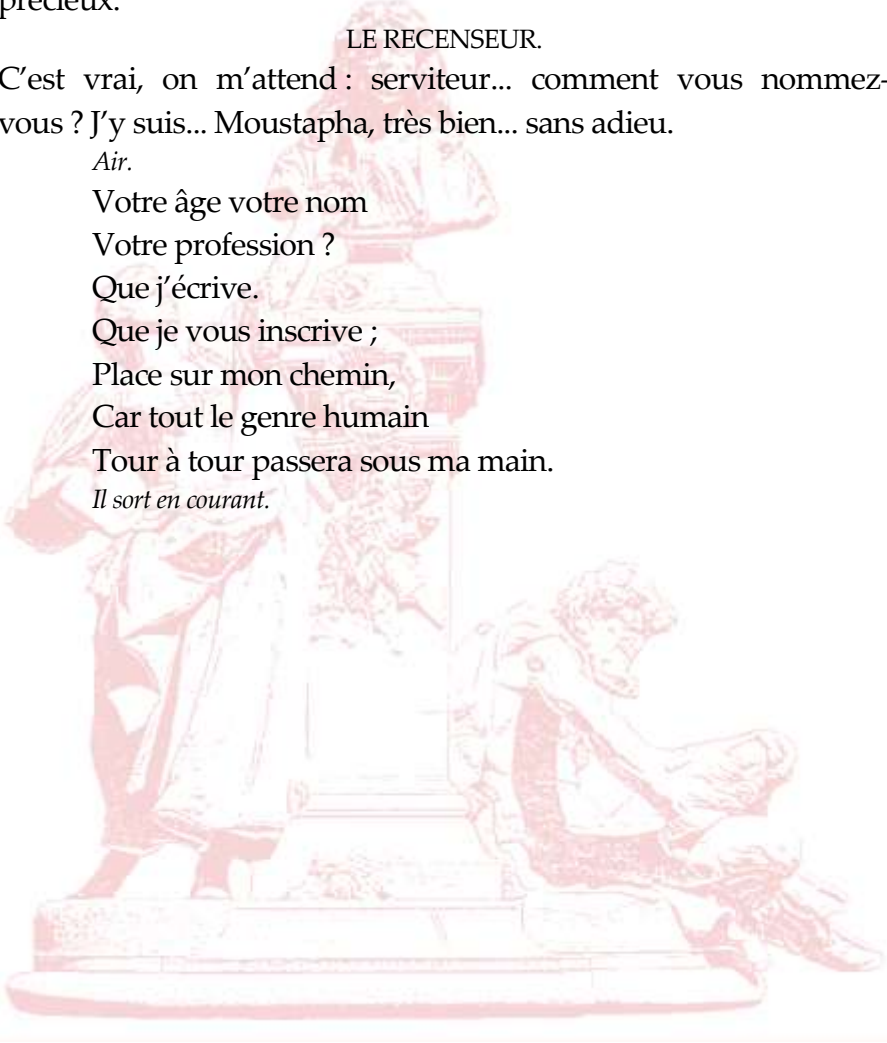 précieux.
LE RECENSEUR.
C’est vrai, on m’attend : serviteur... comment vous nommez-
vous ? J’y suis... Moustapha, très bien... sans adieu.
Air.
Votre âge votre nom
Votre profession ?
Que j’écrive.
Que je vous inscrive ;
Place sur mon chemin,
Car tout le genre humain
Tour à tour passera sous ma main.
Il sort en courant.